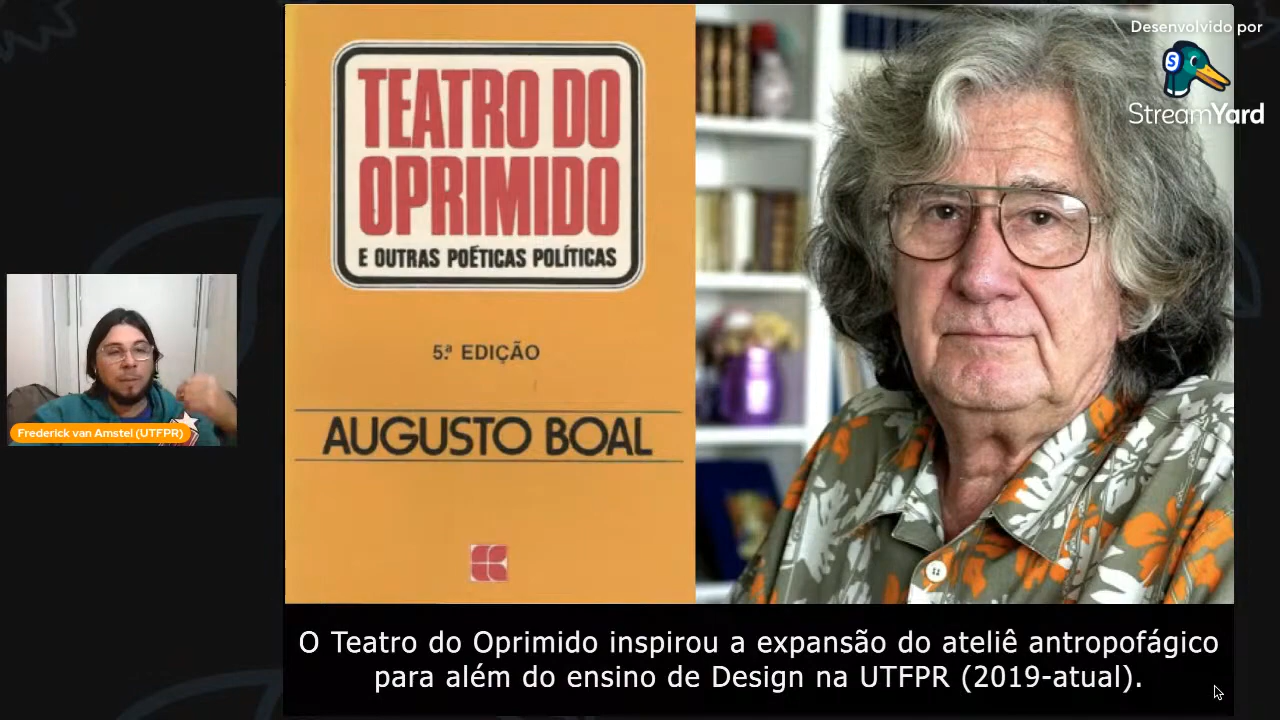 TEATRO DO
OPRIMIDO
E OUTRAS POÉTICAS POLÍTICAS
5ª EDIÇÃO
AUGUSTO BOAL
Desenvolvido por
S
StreamYard
Frederick van Amstel (UTFPR)
O Teatro do Oprimido inspirou a expansão do ateliê antropofágico
para além do ensino de Design na UTFPR (2019-atual).